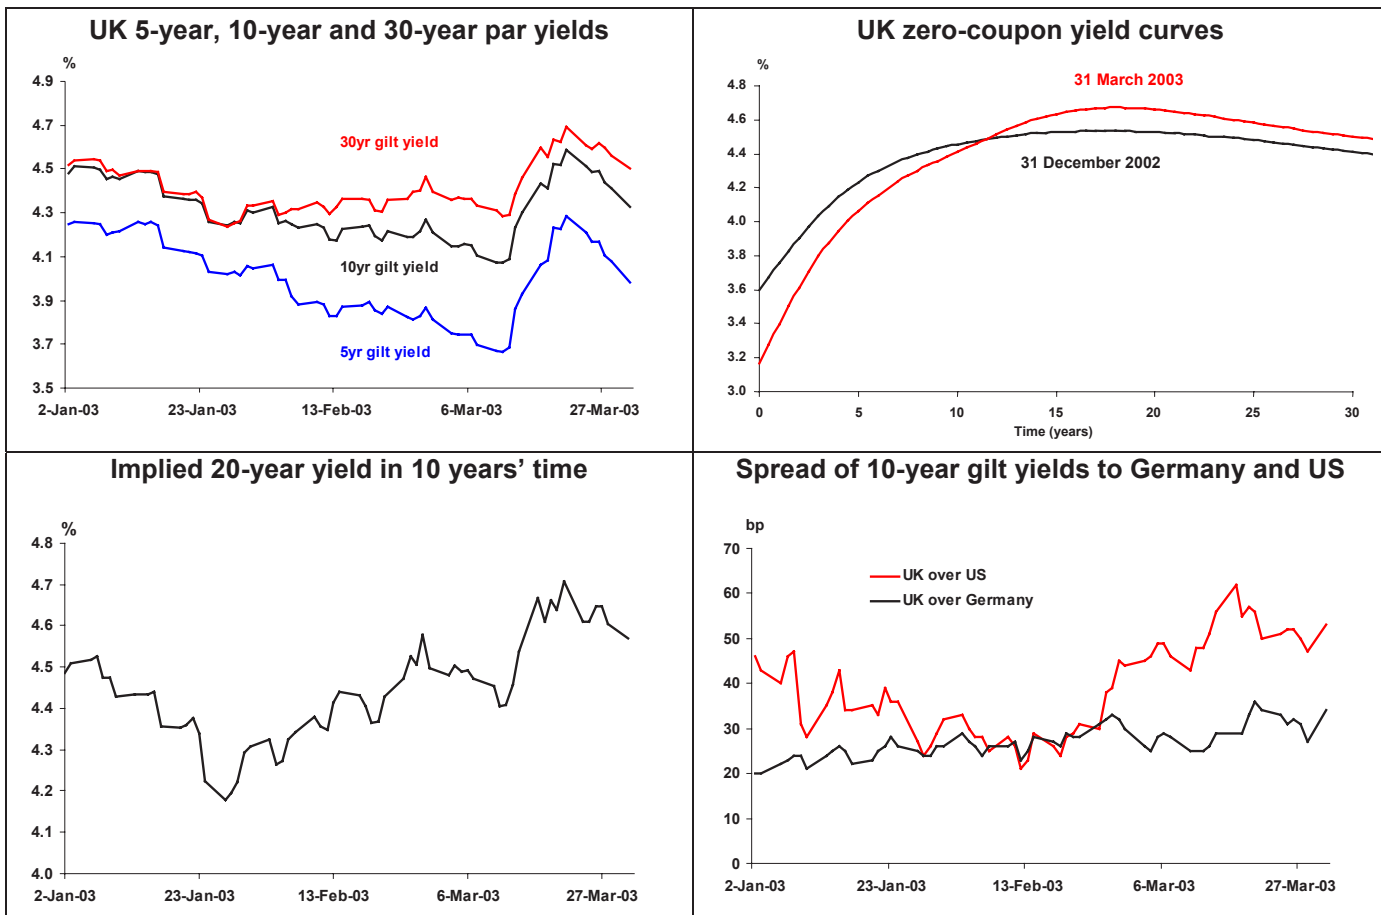 UK 5-year, 10-year and 30-year par yields
%
4.9
4.7
4.5
4.3
4.1
3.9
3.7
3.5
30yr gilt yield
10yr gilt yield
5yr gilt yield
2-Jan-03 23-Jan-03 13-Feb-03 6-Mar-03 27-Mar-03
UK zero-coupon yield curves
%
4.8
4.6
4.4
4.2
4.0
3.8
3.6
3.4
3.2
3.0
31 March 2003
31 December 2002
0 5 10 15 20 25 30
Time (years)
Implied 20-year yield in 10 years’ time
%
4.8
4.7
4.6
4.5
4.4
4.3
4.2
4.1
4.0
2-Jan-03 23-Jan-03 13-Feb-03 6-Mar-03 27-Mar-03
Spread of 10-year gilt yields to Germany and US
bp
70
60
50
40
30
20
10
0
UK over US
UK over Germany
2-Jan-03 23-Jan-03 13-Feb-03 6-Mar-03 27-Mar-03